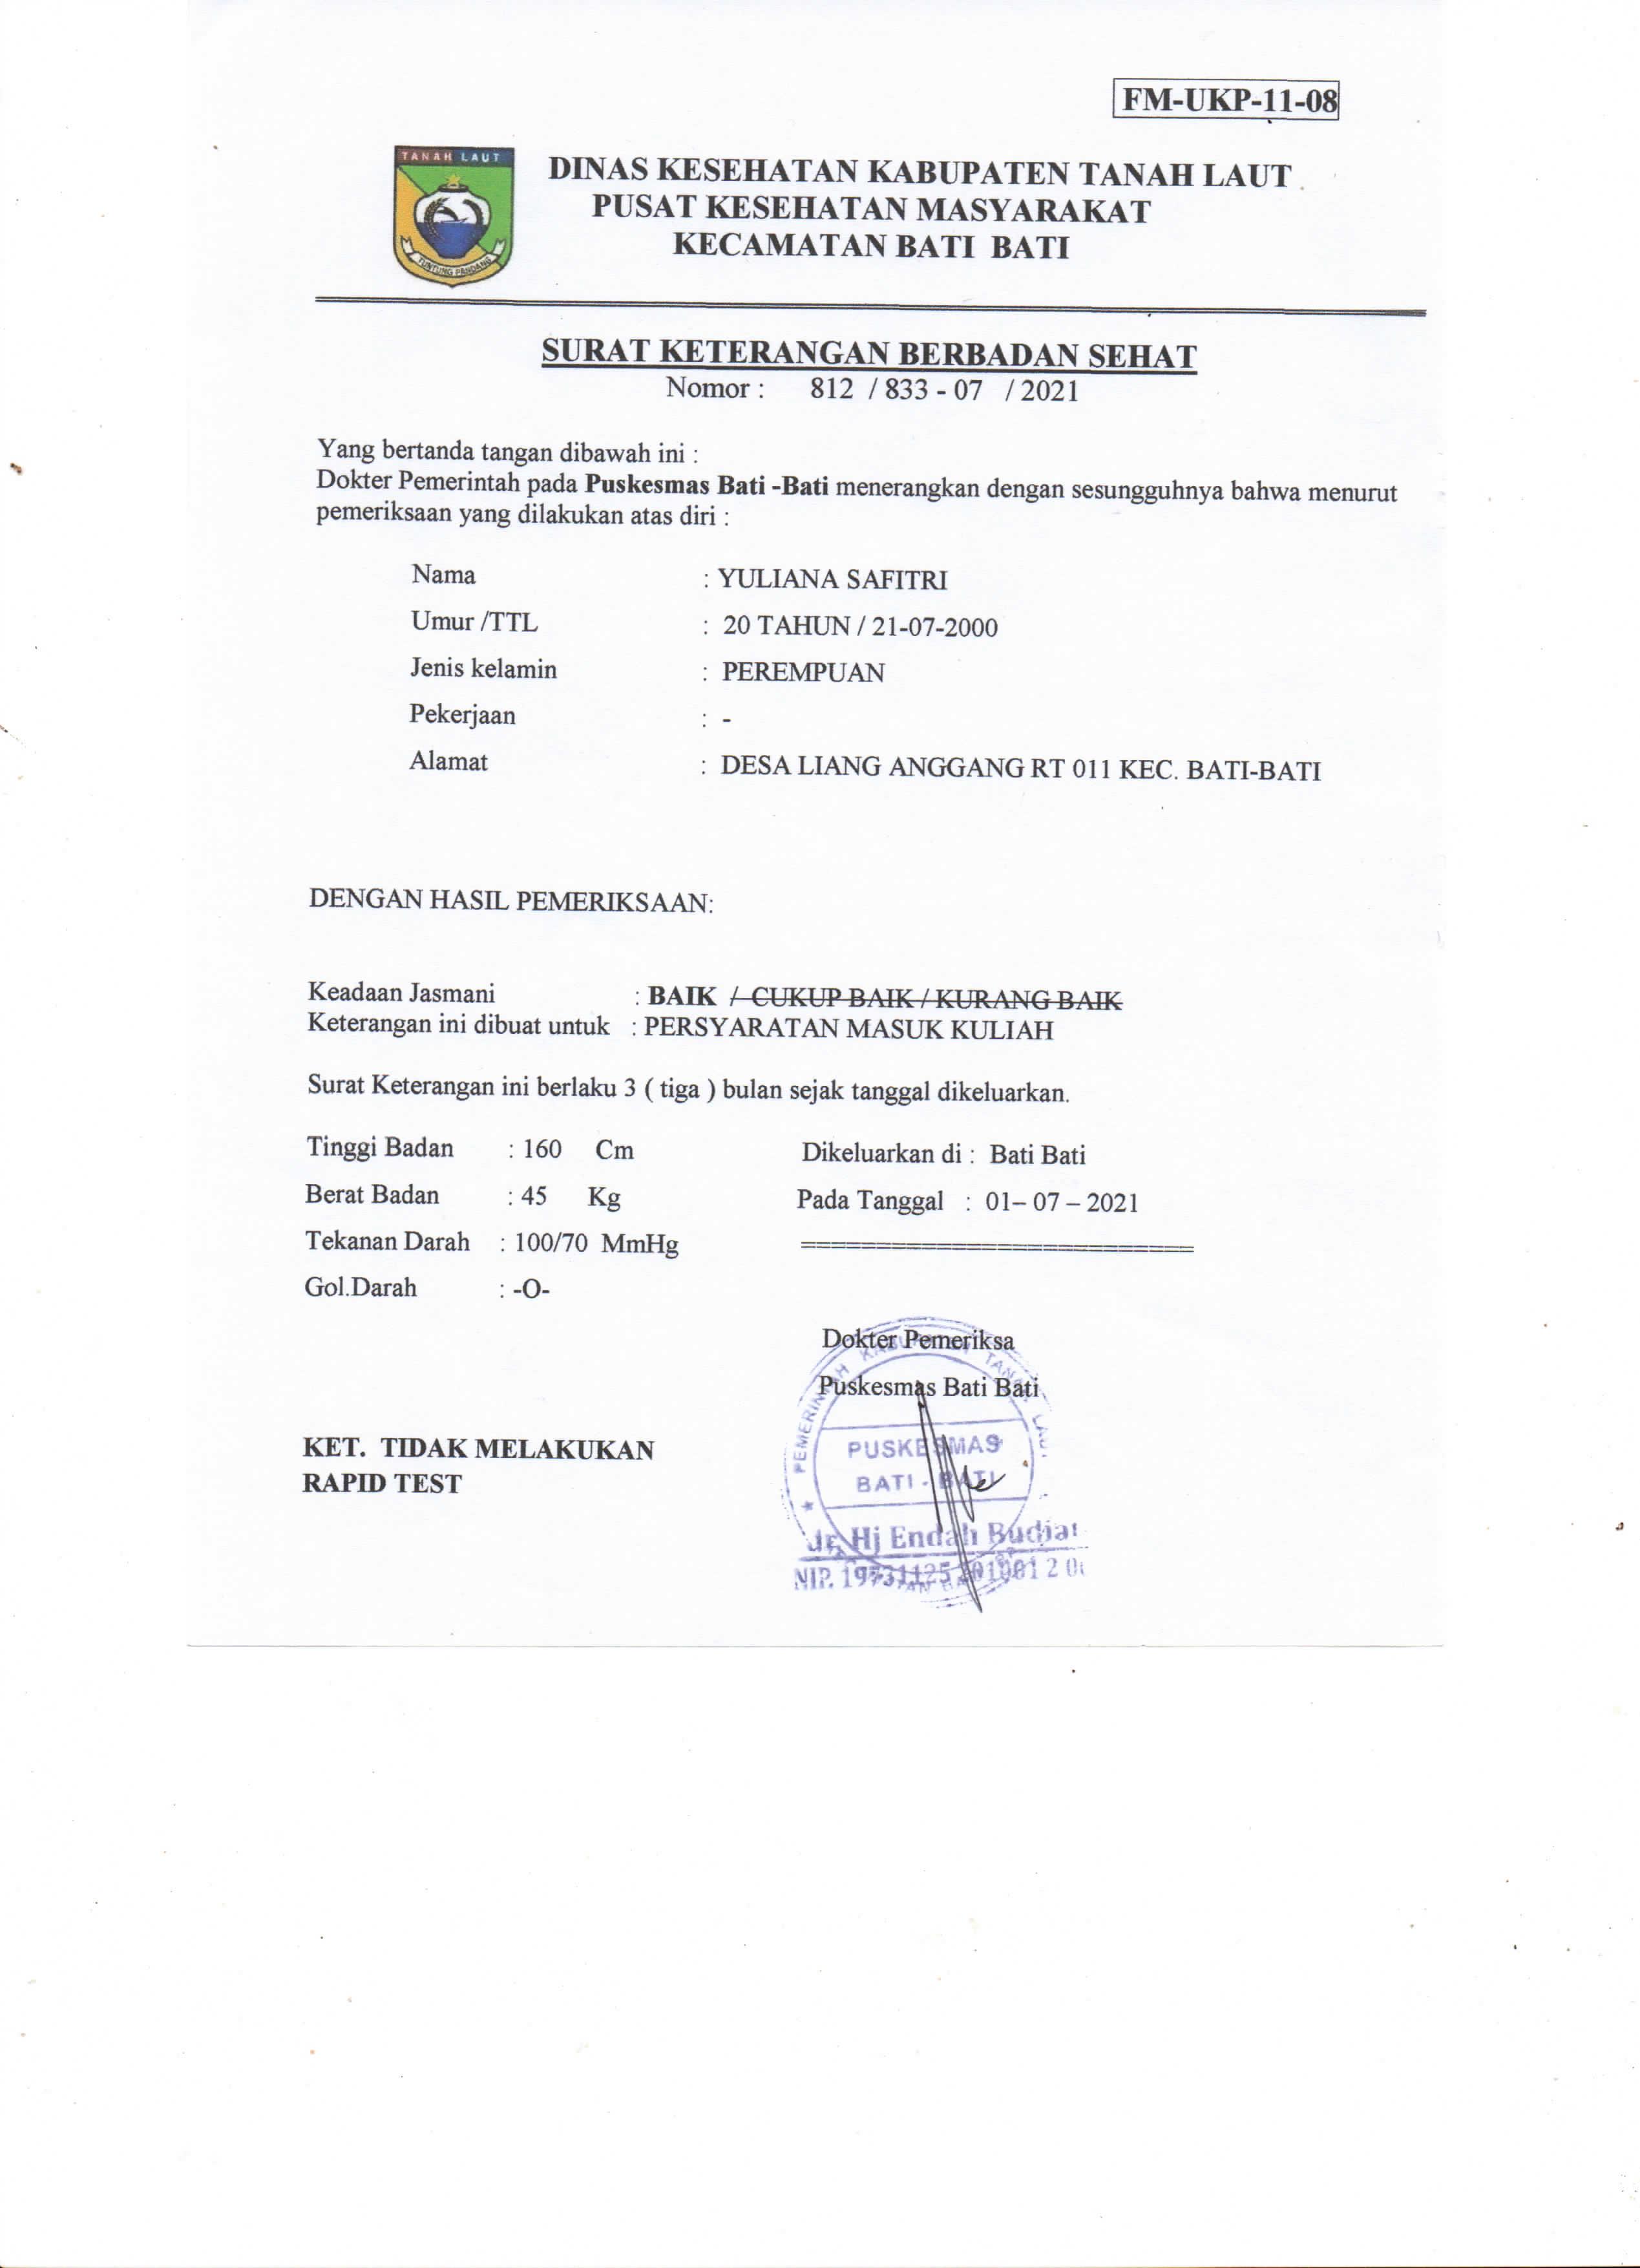 FM-UKP-11-08
TANAH LAUT
TUNTUNG PANDANG
DINAS KESEHATAN KABUPATEN TANAH LAUT
PUSAT KESEHATAN MASYARAKAT
KECAMATAN BATI BATI
SURAT KETERANGAN BERBADAN SEHAT
Nomor : 812 / 833 - 07 / 2021
Yang bertanda tangan dibawah ini :
Dokter Pemerintah pada Puskesmas Bati -Bati menerangkan dengan sesungguhnya bahwa menurut
pemeriksaan yang dilakukan atas diri :
Nama : YULIANA SAFITRI
Umur /TTL : 20 TAHUN / 21-07-2000
Jenis kelamin : PEREMPUAN
Pekerjaan : -
Alamat : DESA LIANG ANGGANG RT 011 KEC. BATI-BATI
DENGAN HASIL PEMERIKSAAN:
Keadaan Jasmani : BAIK / CUKUP BAIK / KURANG BAIK
Keterangan ini dibuat untuk : PERSYARATAN MASUK KULIAH
Surat Keterangan ini berlaku 3 ( tiga ) bulan sejak tanggal dikeluarkan.
Tinggi Badan : 160 Cm Dikeluarkan di : Bati Bati
Berat Badan : 45 Kg Pada Tanggal : 01– 07 – 2021
Tekanan Darah : 100/70 MmHg ==========================
Gol.Darah : -O-
Dokter Pemeriksa
Puskesmas Bati Bati
PEMERINTAH KABUPATEN TANAH LAUT
PUSKESMAS
BATI - BATI
KET. TIDAK MELAKUKAN
RAPID TEST
dr. Hj Endah
NIP. 19731125 201001 2